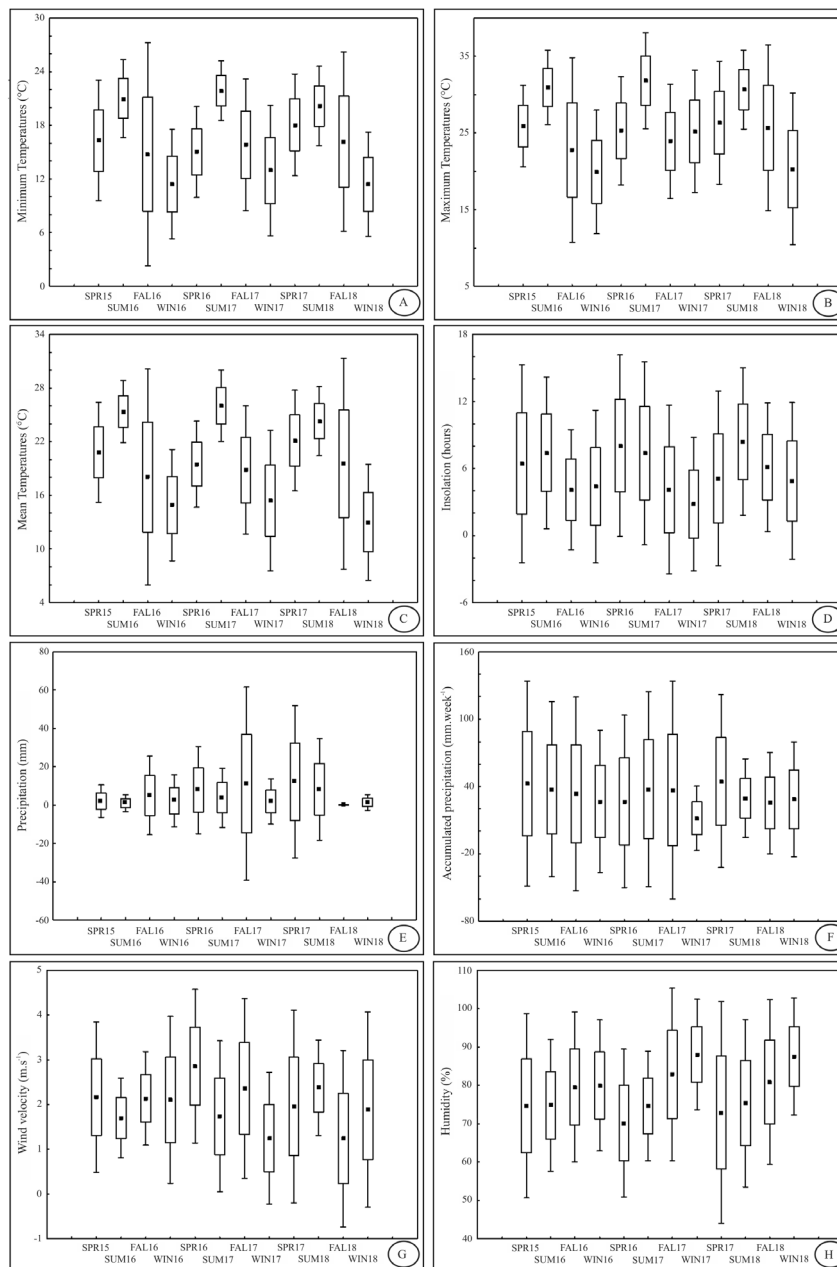 30
24
18
12
6
0
Minimum Temperatures (°C)
SPR15 FAL16 SPR16 FAL17 SPR17 FAL18
SUM16 WIN16 SUM17 WIN17 SUM18 WIN18
A
35
25
15
5
Maximum Temperatures (°C)
SPR15 FAL16 SPR16 FAL17 SPR17 FAL18
SUM16 WIN16 SUM17 WIN17 SUM18 WIN18
B
34
28
22
16
10
4
Mean Temperatures (°C)
SPR15 FAL16 SPR16 FAL17 SPR17 FAL18
SUM16 WIN16 SUM17 WIN17 SUM18 WIN18
C
18
12
6
0
-6
Insolation (hours)
SPR15 FAL16 SPR16 FAL17 SPR17 FAL18
SUM16 WIN16 SUM17 WIN17 SUM18 WIN18
D
80
60
40
20
0
-20
-40
-60
Precipitation (mm)
SPR15 FAL16 SPR16 FAL17 SPR17 FAL18
SUM16 WIN16 SUM17 WIN17 SUM18 WIN18
E
160
100
40
-20
-80
Accumulated precipitation (mm.week⁻¹)
SPR15 FAL16 SPR16 FAL17 SPR17 FAL18
SUM16 WIN16 SUM17 WIN17 SUM18 WIN18
F
5
4
3
2
1
0
-1
Wind velocity (m.s⁻¹)
SPR15 FAL16 SPR16 FAL17 SPR17 FAL18
SUM16 WIN16 SUM17 WIN17 SUM18 WIN18
G
110
100
90
80
70
60
50
40
Humidity (%)
SPR15 FAL16 SPR16 FAL17 SPR17 FAL18
SUM16 WIN16 SUM17 WIN17 SUM18 WIN18
H